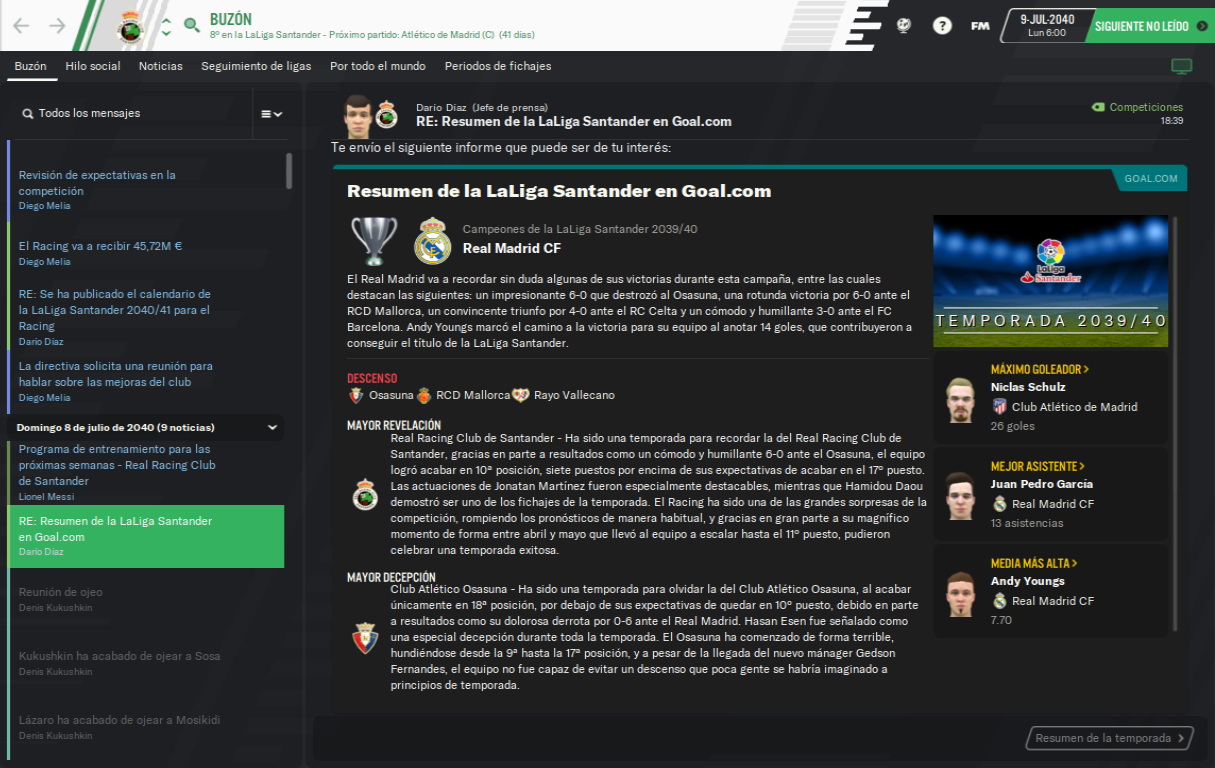 BUZÓN
8º en la LaLiga Santander - Próximo partido: Atlético de Madrid (C) (41 días)
?
FM
9-JUL-2040
Lun 6:00
SIGUIENTE NO LEÍDO
Buzón
Hilo social
Noticias
Seguimiento de ligas
Por todo el mundo
Periodos de fichajes
Todos los mensajes
Revisión de expectativas en la
competición
Diego Melia
El Racing va a recibir 45,72M €
Diego Melia
RE: Se ha publicado el calendario de
la LaLiga Santander 2040/41 para el
Racing
Darío Díaz
La directiva solicita una reunión para
hablar sobre las mejoras del club
Diego Melia
Domingo 8 de julio de 2040 (9 noticias)
Programa de entrenamiento para las
próximas semanas - Real Racing Club
de Santander
Lionel Messi
RE: Resumen de la LaLiga Santander
en Goal.com
Darío Díaz
Reunión de ojeo
Denis Kukushkin
Kukushkin ha acabado de ojear a Sosa
Denis Kukushkin
Lázaro ha acabado de ojear a Mosikidi
Denis Kukushkin
Darío Díaz (Jefe de prensa)
RE: Resumen de la LaLiga Santander en Goal.com
Competiciones
18:39
Te envío el siguiente informe que puede ser de tu interés:
Resumen de la LaLiga Santander en Goal.com
GOAL.COM
Campeones de la LaLiga Santander 2039/40
Real Madrid CF
El Real Madrid va a recordar sin duda algunas de sus victorias durante esta campaña, entre las cuales
destacan las siguientes: un impresionante 6-0 que destrozó al Osasuna, una rotunda victoria por 6-0 ante el
RCD Mallorca, un convincente triunfo por 4-0 ante el RC Celta y un cómodo y humillante 3-0 ante el FC
Barcelona. Andy Youngs marcó el camino a la victoria para su equipo al anotar 14 goles, que contribuyeron a
conseguir el título de la LaLiga Santander.
DESCENSO
Osasuna
RCD Mallorca
Rayo Vallecano
MAYOR REVELACIÓN
Real Racing Club de Santander - Ha sido una temporada para recordar la del Real Racing Club de
Santander, gracias en parte a resultados como un cómodo y humillante 6-0 ante el Osasuna, el equipo
logró acabar en 10ª posición, siete puestos por encima de sus expectativas de acabar en el 17º puesto.
Las actuaciones de Jonatan Martínez fueron especialmente destacables, mientras que Hamidou Daou
demostró ser uno de los fichajes de la temporada. El Racing ha sido una de las grandes sorpresas de la
competición, rompiendo los pronósticos de manera habitual, y gracias en gran parte a su magnífico
momento de forma entre abril y mayo que llevó al equipo a escalar hasta el 11º puesto, pudieron
celebrar una temporada exitosa.
MAYOR DECEPCIÓN
Club Atlético Osasuna - Ha sido una temporada para olvidar la del Club Atlético Osasuna, al acabar
únicamente en 18ª posición, por debajo de sus expectativas de quedar en 10º puesto, debido en parte
a resultados como su dolorosa derrota por 0-6 ante el Real Madrid. Hasan Esen fue señalado como
una especial decepción durante toda la temporada. El Osasuna ha comenzado de forma terrible,
hundiéndose desde la 9ª hasta la 17ª posición, y a pesar de la llegada del nuevo mánager Gedson
Fernandes, el equipo no fue capaz de evitar un descenso que poca gente se habría imaginado a
principios de temporada.
LaLiga
Santander
TEMPORADA 2039/40
MÁXIMO GOLEADOR >
Niclas Schulz
Club Atlético de Madrid
26 goles
MEJOR ASISTENTE >
Juan Pedro García
Real Madrid CF
13 asistencias
MEDIA MÁS ALTA >
Andy Youngs
Real Madrid CF
7.70
Resumen de la temporada